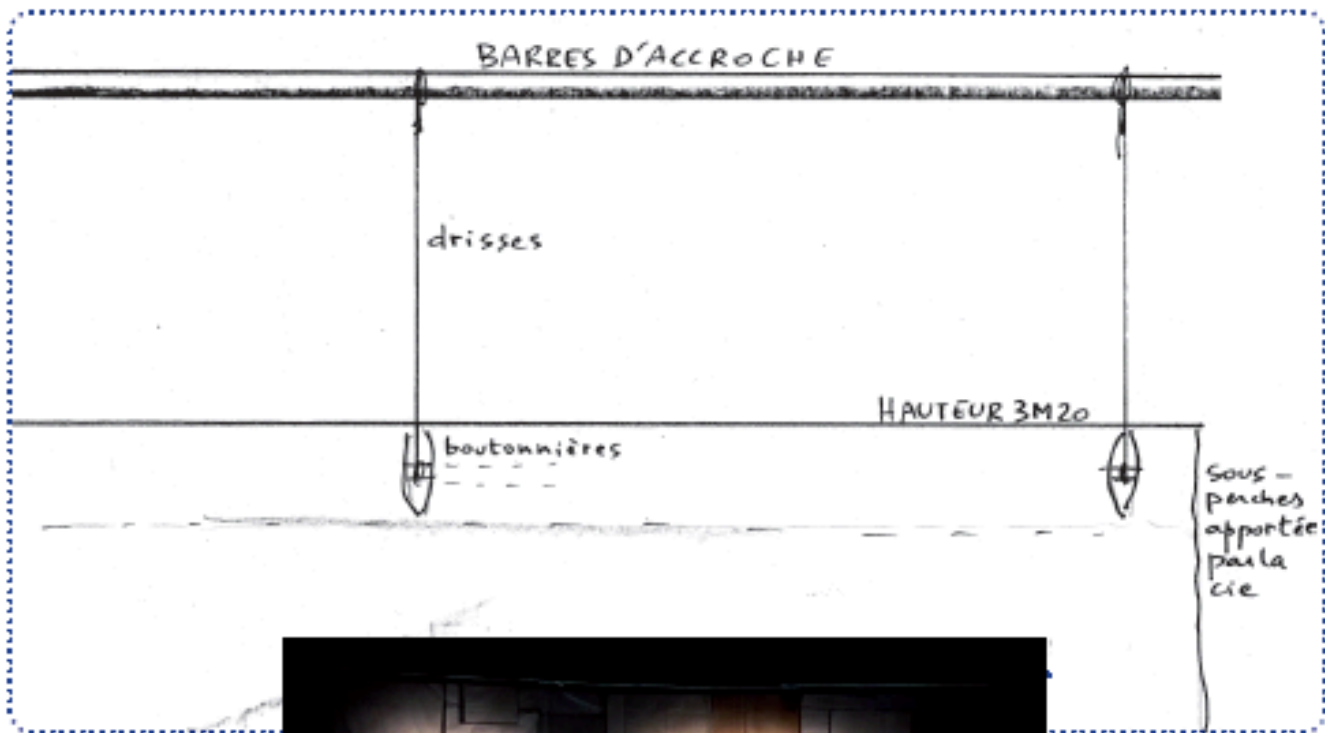 BARRES D'ACCROCHE
drisses
HAUTEUR 3M20
boutonnières
sous-
perches
apportée
par la
cie